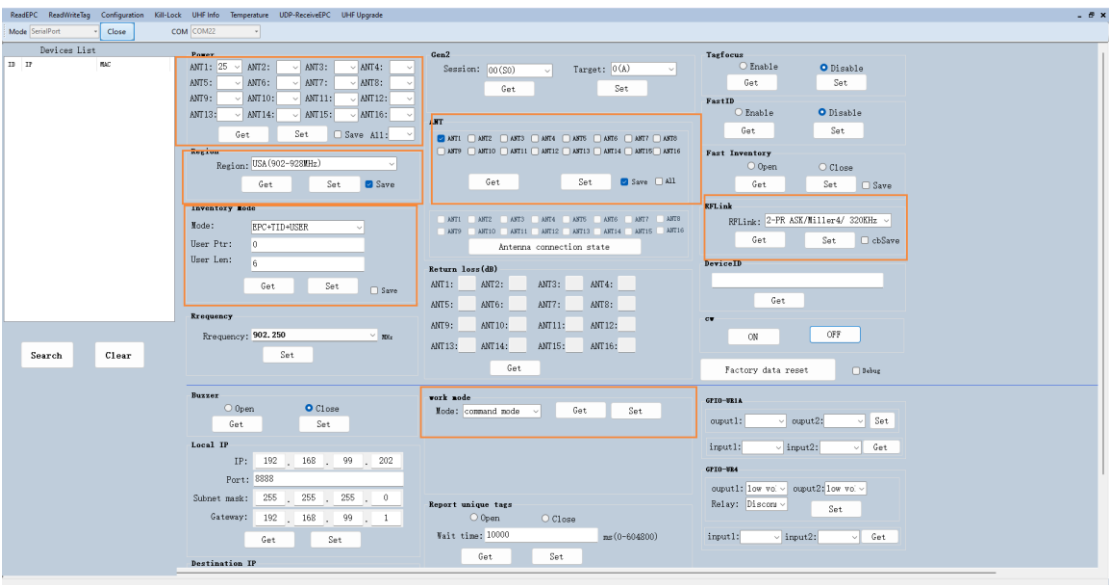 ReadEPC ReadWriteTag Configuration Kill-Lock UHF Info Temperature UDP-ReceiveEPC UHF Upgrade
Mode SerialPort Close COM COM22
Devices List
ID IP MAC
Search Clear
Power
ANT1: 25 ANT2: ANT3: ANT4:
ANT5: ANT6: ANT7: ANT8:
ANT9: ANT10: ANT11: ANT12:
ANT13: ANT14: ANT15: ANT16:
Get Set Save All:
Region
Region: USA(902-928MHz)
Get Set Save
Inventory Mode
Mode: EPC+TID+USER
User Ptr: 0
User Len: 6
Get Set Save
Rrequency
Rrequency: 902.250 MHz
Set
Gen2
Session: 00(S0) Target: 0(A)
Get Set
ANT
ANT1 ANT2 ANT3 ANT4 ANT5 ANT6 ANT7 ANT8
ANT9 ANT10 ANT11 ANT12 ANT13 ANT14 ANT15 ANT16
Get Set Save All
ANT1 ANT2 ANT3 ANT4 ANT5 ANT6 ANT7 ANT8
ANT9 ANT10 ANT11 ANT12 ANT13 ANT14 ANT15 ANT16
Antenna connection state
Return loss(dB)
ANT1: ANT2: ANT3: ANT4:
ANT5: ANT6: ANT7: ANT8:
ANT9: ANT10: ANT11: ANT12:
ANT13: ANT14: ANT15: ANT16:
Get
Tagfocus
Enable Disable
Get Set
FastID
Enable Disable
Get Set
Fast Inventory
Open Close
Get Set Save
RFLink
RFLink: 2-PR ASK/Miller4/ 320KHz
Get Set cbSave
DeviceID
Get
cw
ON OFF
Factory data reset Debug
Buzzer
Open Close
Get Set
Local IP
IP: 192 . 168 . 99 . 202
Port: 8888
Subnet mask: 255 . 255 . 255 . 0
Gateway: 192 . 168 . 99 . 1
Get Set
Destination IP
work mode
Mode: command mode Get Set
Report unique tags
Open Close
Wait time: 10000 ms(0-604800)
Get Set
GPIO-UR1A
ouput1: ouput2: Set
input1: input2: Get
GPIO-UR4
ouput1: low vo. ouput2: low vo.
Relay: Discon Set
input1: input2: Get